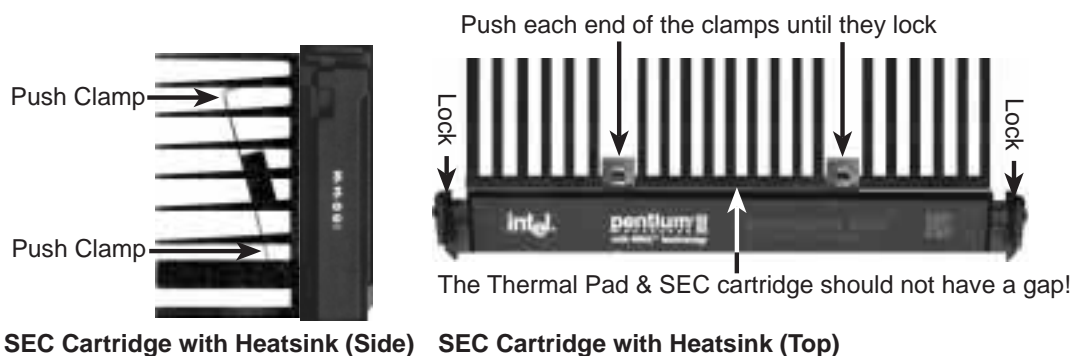 Push each end of the clamps until they lock
Push Clamp
Push Clamp
Lock
Lock
intel.
pentium II
The Thermal Pad & SEC cartridge should not have a gap!
SEC Cartridge with Heatsink (Side)
SEC Cartridge with Heatsink (Top)